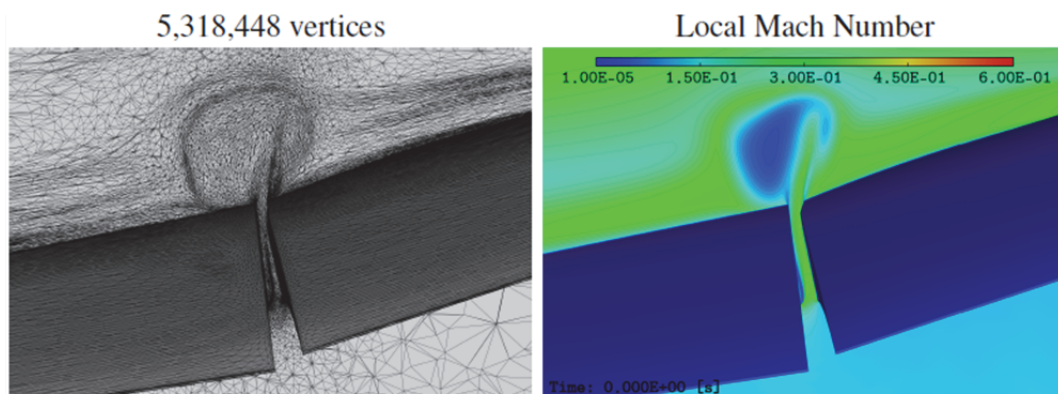 5,318,448 vertices
Local Mach Number
1.00E-05 1.50E-01 3.00E-01 4.50E-01 6.00E-01
Time: 0.000E+00 [s]